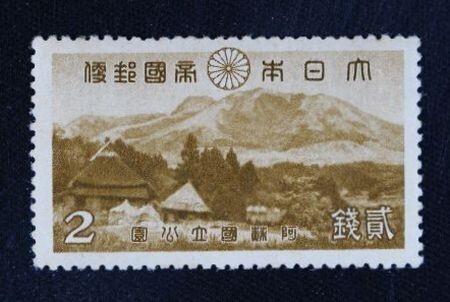 大日本帝國郵便
貳錢
阿蘇國立公園
2